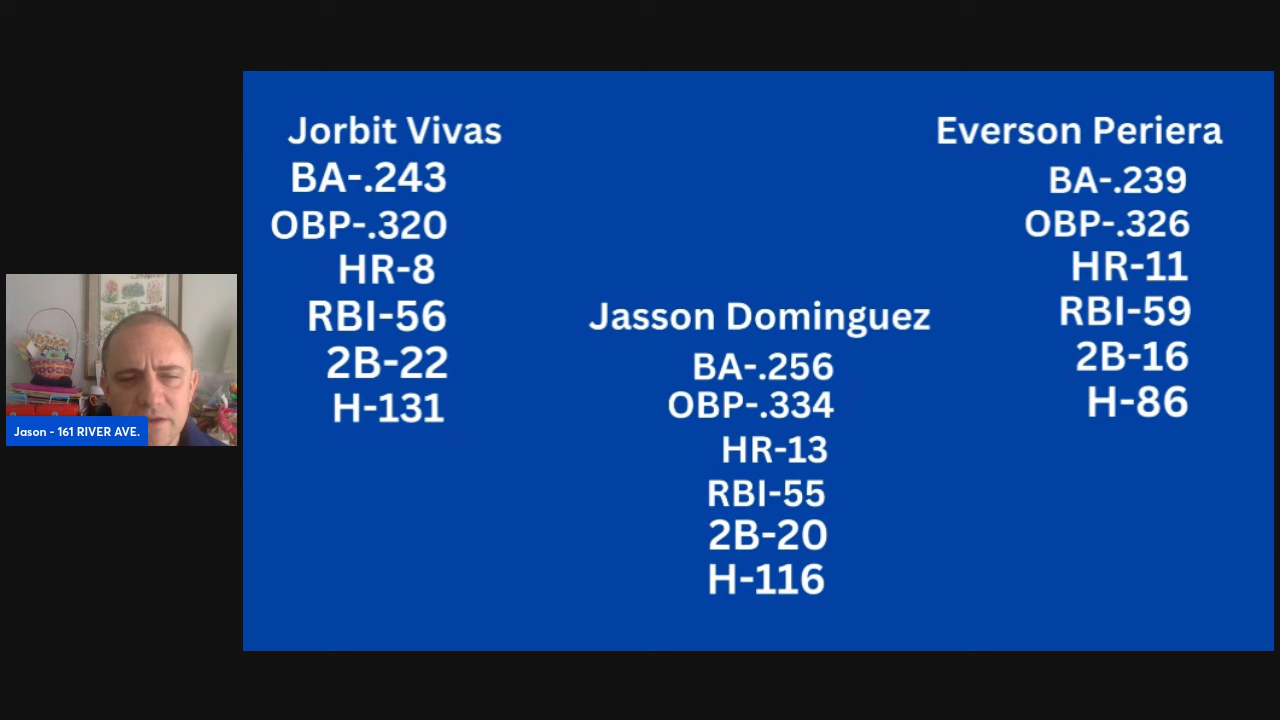 Jorbit Vivas
BA-.243
OBP-.320
HR-8
RBI-56
2B-22
H-131
Jasson Dominguez
BA-.256
OBP-.334
HR-13
RBI-55
2B-20
H-116
Everson Periera
BA-.239
OBP-.326
HR-11
RBI-59
2B-16
H-86
Jason - 161 RIVER AVE.